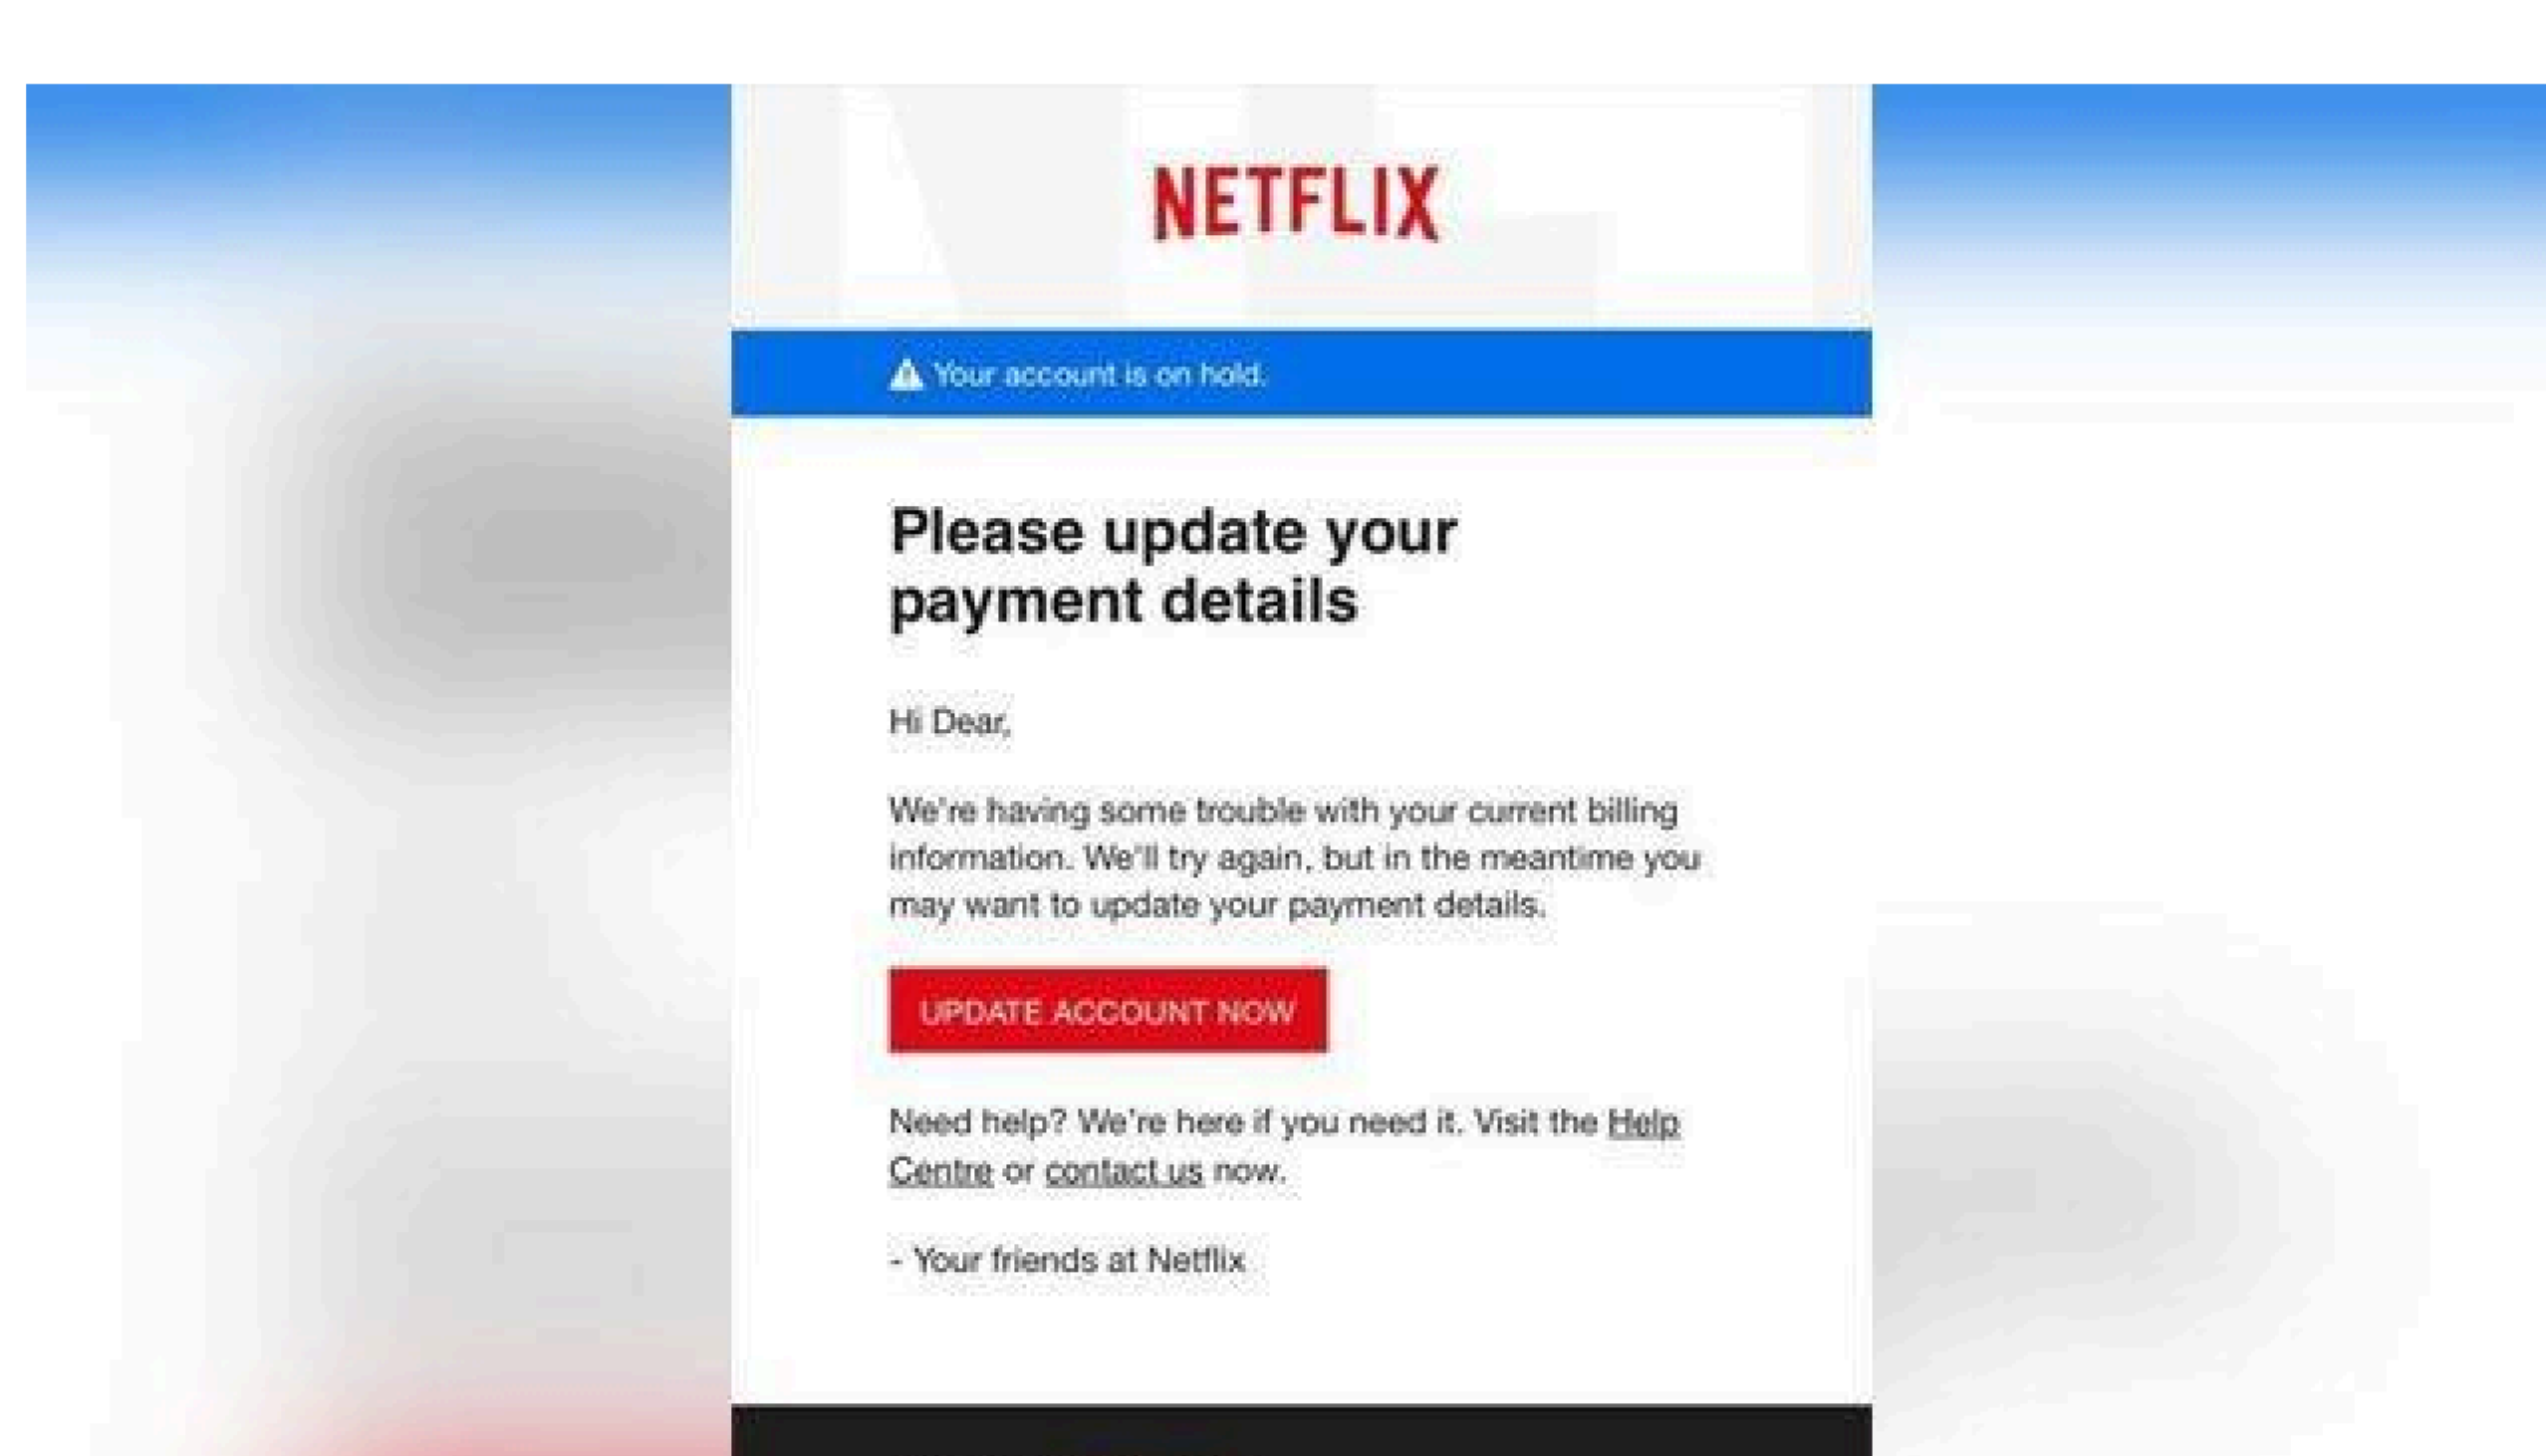 NETFLIX
Your account is on hold.
Please update your
payment details
Hi Dear,
We're having some trouble with your current billing
information. We'll try again, but in the meantime you
may want to update your payment details.
UPDATE ACCOUNT NOW
Need help? We're here if you need it. Visit the Help
Centre or contact us now.
- Your friends at Netflix